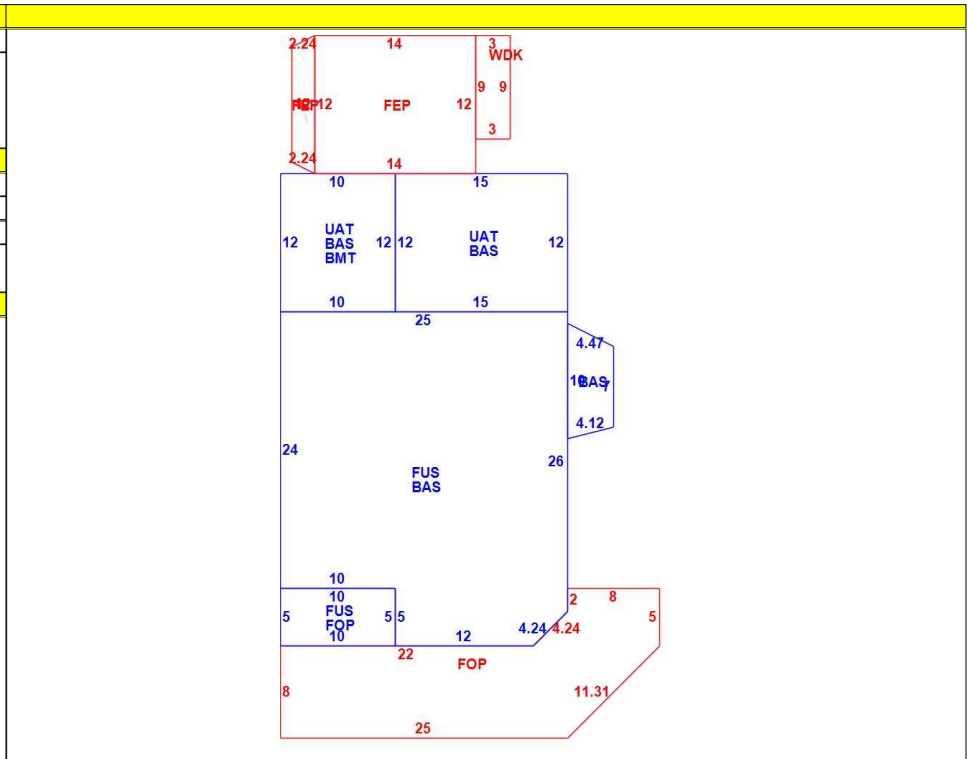 2.24 14 3
WDK
9 9
12 12 FEP 12
3
2.24 14
10 15
UAT
BAS
BMT
12 12 12
UAT
BAS
12
10 15
25
4.47
10 BAS 7
4.12
24 26
FUS
BAS
10
10 2 8
5 FUS 5 5 5
FOP
10 12 4.24 4.24
22
FOP
8 11.31
25